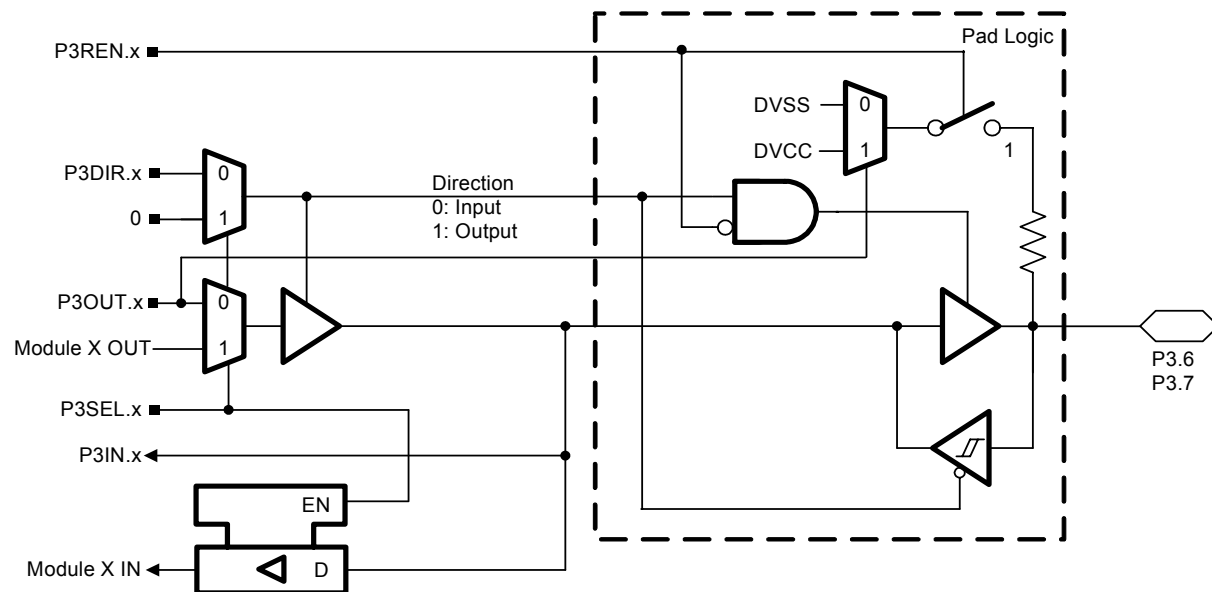 Pad Logic
P3REN.x
DVSS
0
DVCC
1
1
P3DIR.x
0
0
1
Direction
0: Input
1: Output
P3OUT.x
0
Module X OUT
1
P3.6
P3.7
P3SEL.x
P3IN.x
EN
Module X IN
D